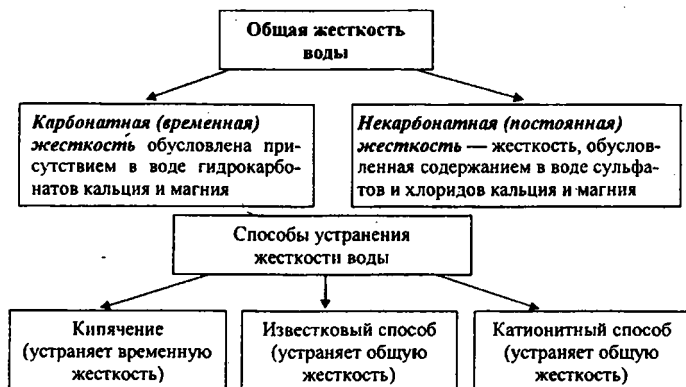 Общая жесткость
воды
Карбонатная (временная)
жесткость обусловлена при-
сутствием в воде гидрокарбо-
натов кальция и магния
Некарбонатная (постоянная)
жесткость — жесткость, обуслов-
ленная содержанием в воде сульфа-
тов и хлоридов кальция и магния
Способы устранения
жесткости воды
Кипячение
(устраняет временную
жесткость)
Известковый способ
(устраняет общую
жесткость)
Катионитный способ
(устраняет общую
жесткость)